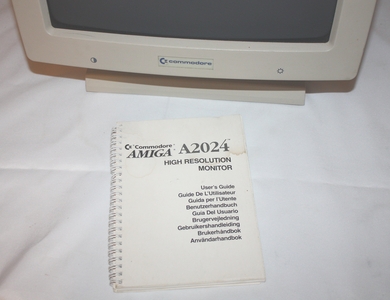 commodore
Commodore
AMIGA A2024
HIGH RESOLUTION
MONITOR
User's Guide
Guide De L'Utilisateur
Guida per l'Utente
Benutzerhandbuch
Guia Del Usuario
Brugervejledning
Gebruikershandleiding
Brukerhåndbok
Användarhandbok